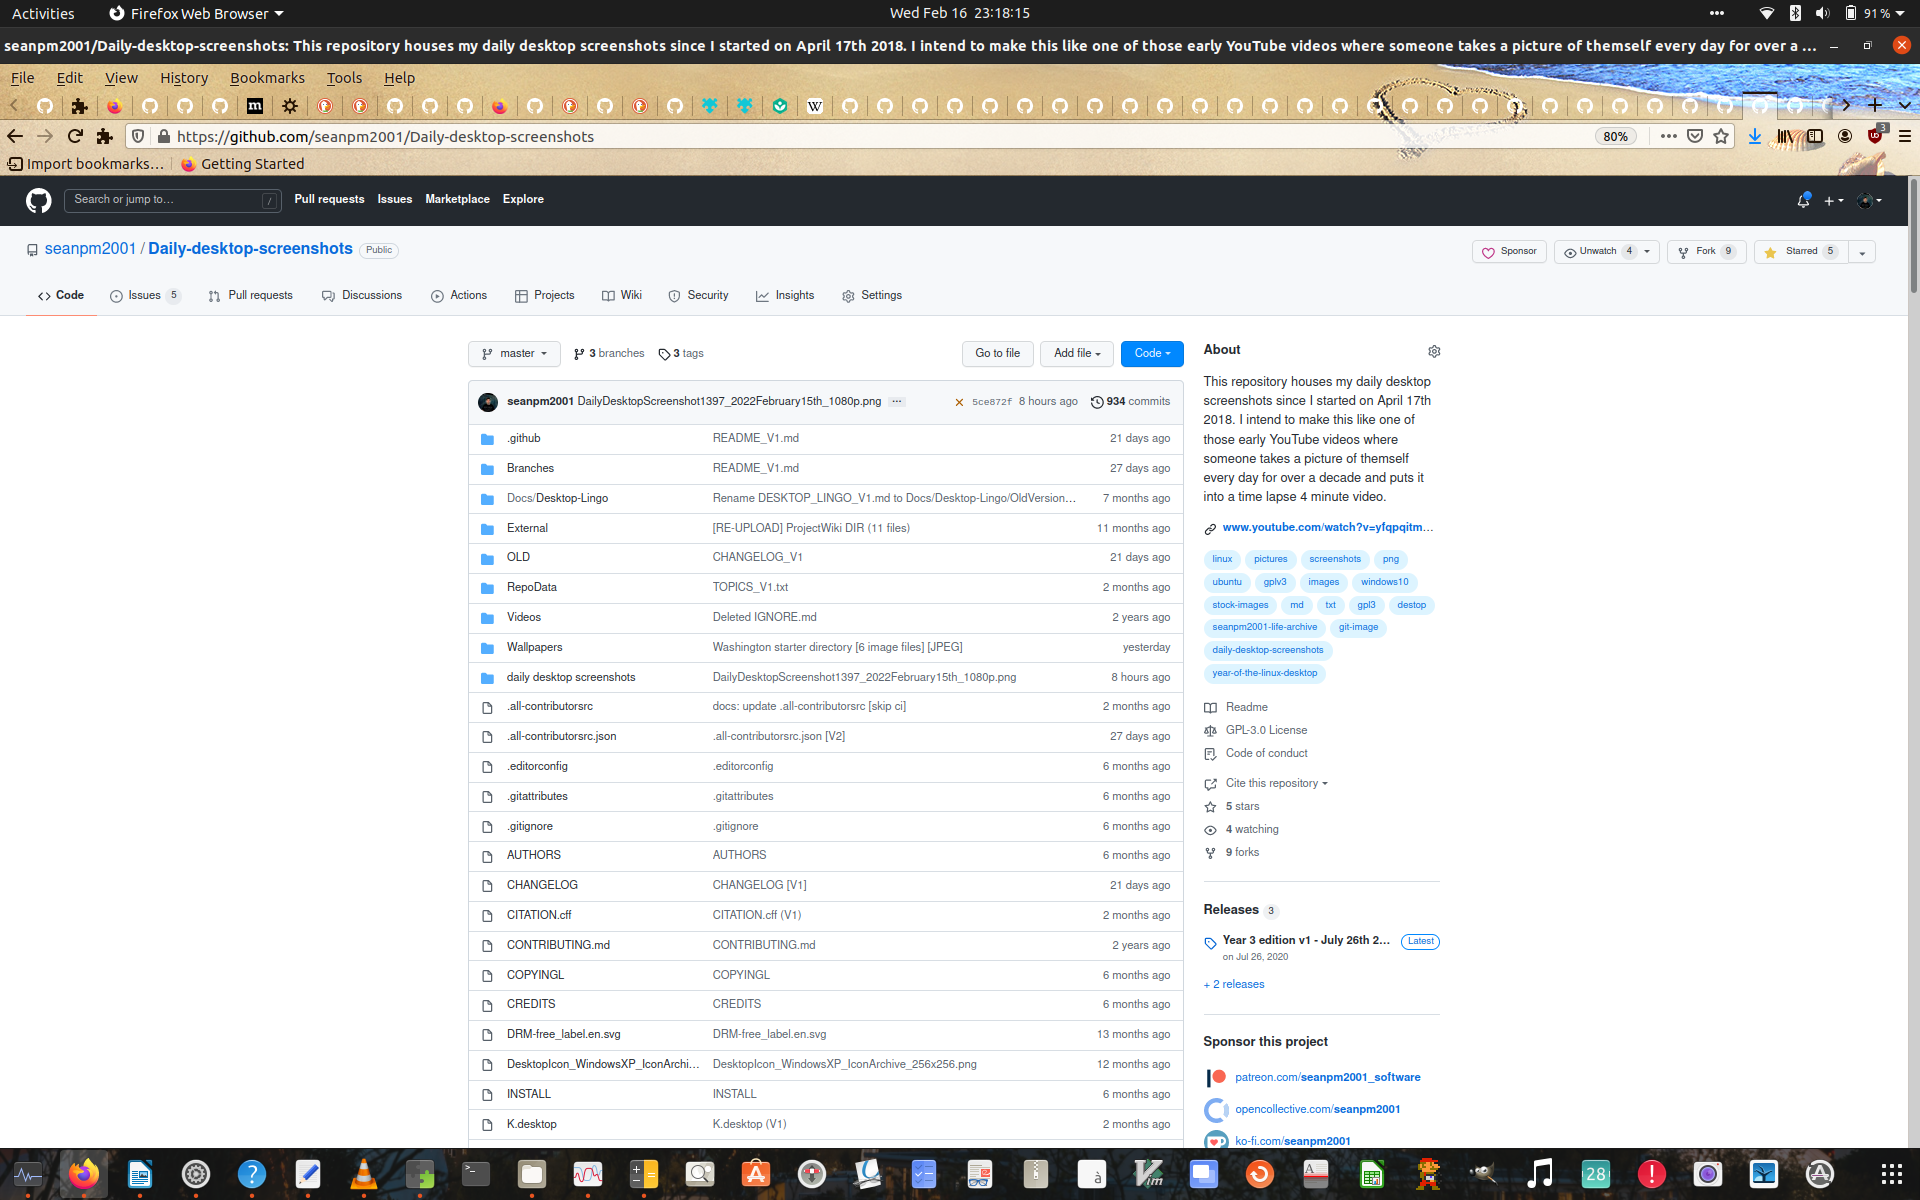 Activities
Firefox Web Browser
Wed Feb 16 23:18:15
91 %
seanpm2001/Daily-desktop-screenshots: This repository houses my daily desktop screenshots since I started on April 17th 2018. I intend to make this like one of those early YouTube videos where someone takes a picture of themself every day for over a ...
File Edit View History Bookmarks Tools Help
https://github.com/seanpm2001/Daily-desktop-screenshots
80%
3
Import bookmarks...
Getting Started
Search or jump to... /
Pull requests Issues Marketplace Explore
seanpm2001 / Daily-desktop-screenshots Public
Sponsor
Unwatch 4
Fork 9
Starred 5
Code
Issues 5
Pull requests
Discussions
Actions
Projects
Wiki
Security
Insights
Settings
master
3 branches
3 tags
Go to file
Add file
Code
seanpm2001 DailyDesktopScreenshot1397_2022February15th_1080p.png ... 5ce872f 8 hours ago 934 commits
.github README_V1.md 21 days ago
Branches README_V1.md 27 days ago
Docs/Desktop-Lingo Rename DESKTOP_LINGO_V1.md to Docs/Desktop-Lingo/OldVersion... 7 months ago
External [RE-UPLOAD] ProjectWiki DIR (11 files) 11 months ago
OLD CHANGELOG_V1 21 days ago
RepoData TOPICS_V1.txt 2 months ago
Videos Deleted IGNORE.md 2 years ago
Wallpapers Washington starter directory [6 image files] [JPEG] yesterday
daily desktop screenshots DailyDesktopScreenshot1397_2022February15th_1080p.png 8 hours ago
.all-contributorsrc docs: update .all-contributorsrc [skip ci] 2 months ago
.all-contributorsrc.json .all-contributorsrc.json [V2] 27 days ago
.editorconfig .editorconfig 6 months ago
.gitattributes .gitattributes 6 months ago
.gitignore .gitignore 6 months ago
AUTHORS AUTHORS 6 months ago
CHANGELOG CHANGELOG [V1] 21 days ago
CITATION.cff CITATION.cff (V1) 2 months ago
CONTRIBUTING.md CONTRIBUTING.md 2 years ago
COPYINGL COPYINGL 6 months ago
CREDITS CREDITS 6 months ago
DRM-free_label.en.svg DRM-free_label.en.svg 13 months ago
DesktopIcon_WindowsXP_IconArchi... DesktopIcon_WindowsXP_IconArchive_256x256.png 12 months ago
INSTALL INSTALL 6 months ago
K.desktop K.desktop (V1) 2 months ago
About
This repository houses my daily desktop
screenshots since I started on April 17th
2018. I intend to make this like one of
those early YouTube videos where
someone takes a picture of themself
every day for over a decade and puts it
into a time lapse 4 minute video.
www.youtube.com/watch?v=yfqpqitm...
linux pictures screenshots png
ubuntu gplv3 images windows10
stock-images md txt gpl3 destop
seanpm2001-life-archive git-image
daily-desktop-screenshots
year-of-the-linux-desktop
Readme
GPL-3.0 License
Code of conduct
Cite this repository
5 stars
4 watching
9 forks
Releases 3
Year 3 edition v1 - July 26th 2... Latest
on Jul 26, 2020
+ 2 releases
Sponsor this project
patreon.com/seanpm2001_software
opencollective.com/seanpm2001
ko-fi.com/seanpm2001
28